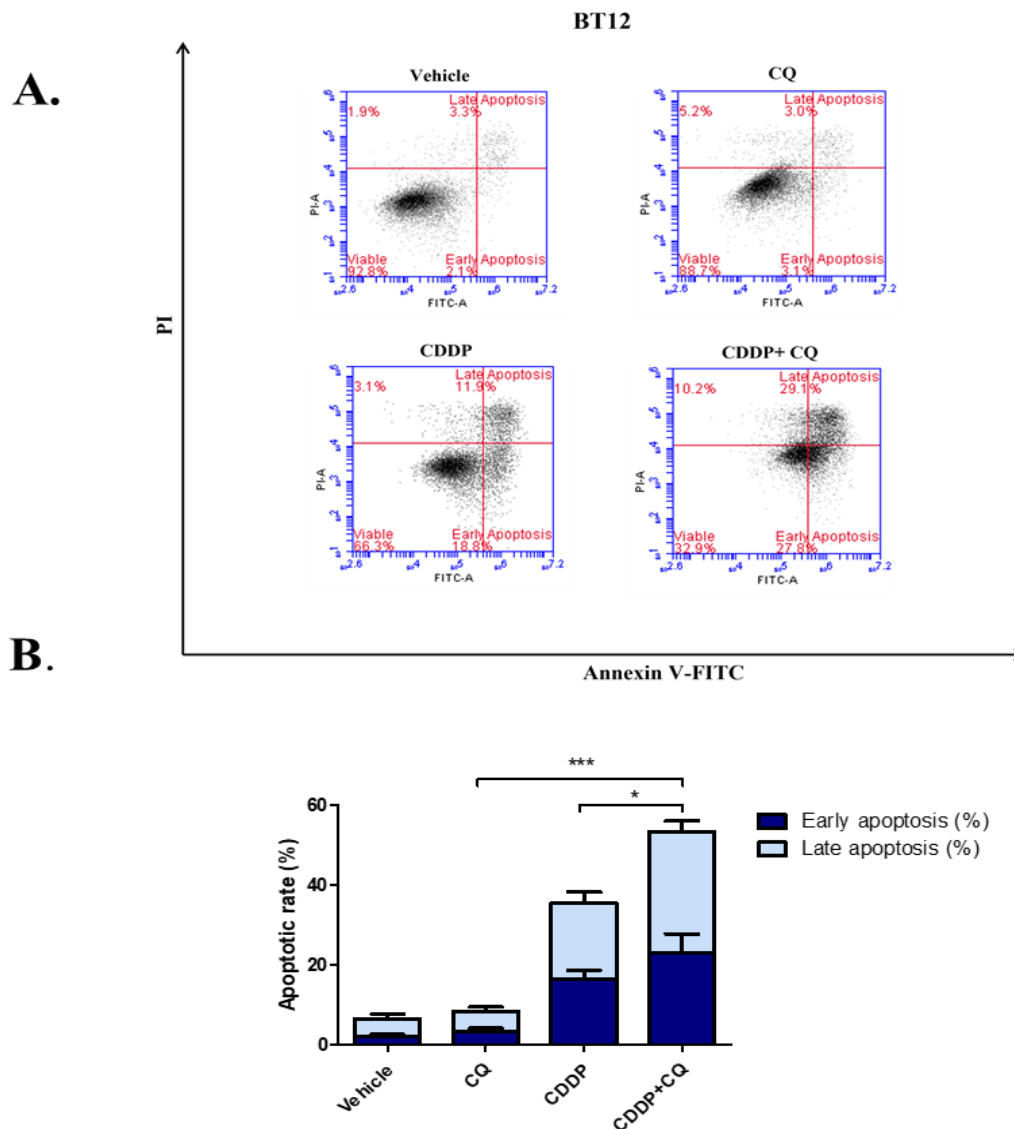 BT12
A.
Vehicle
1.9%
Late Apoptosis
3.3%
Viable
92.8%
Early Apoptosis
2.1%
PI-A
FITC-A
CQ
5.2%
Late Apoptosis
3.0%
Viable
88.7%
Early Apoptosis
3.1%
PI-A
FITC-A
PI
CDDP
3.1%
Late Apoptosis
11.9%
Viable
66.3%
Early Apoptosis
18.8%
PI-A
FITC-A
CDDP+ CQ
10.2%
Late Apoptosis
29.1%
Viable
32.9%
Early Apoptosis
27.8%
PI-A
FITC-A
Annexin V-FITC
B.
***
*
Apoptotic rate (%)
60
40
20
0
Vehicle
CQ
CDDP
CDDP+CQ
Early apoptosis (%)
Late apoptosis (%)